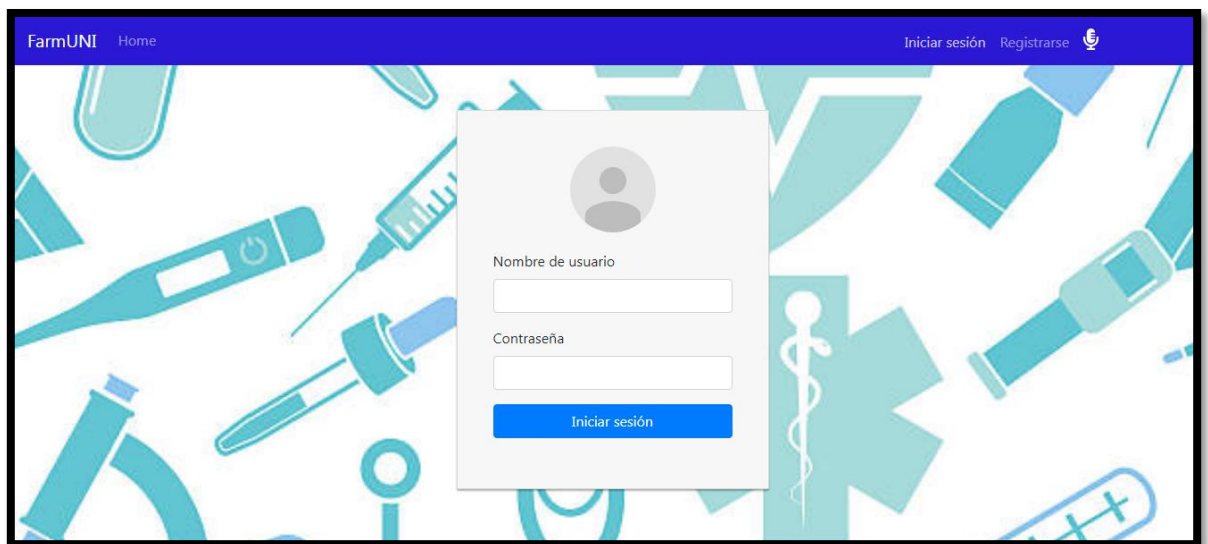 FarmUNI Home Iniciar sesión Registrarse
Nombre de usuario
Contraseña
Iniciar sesión